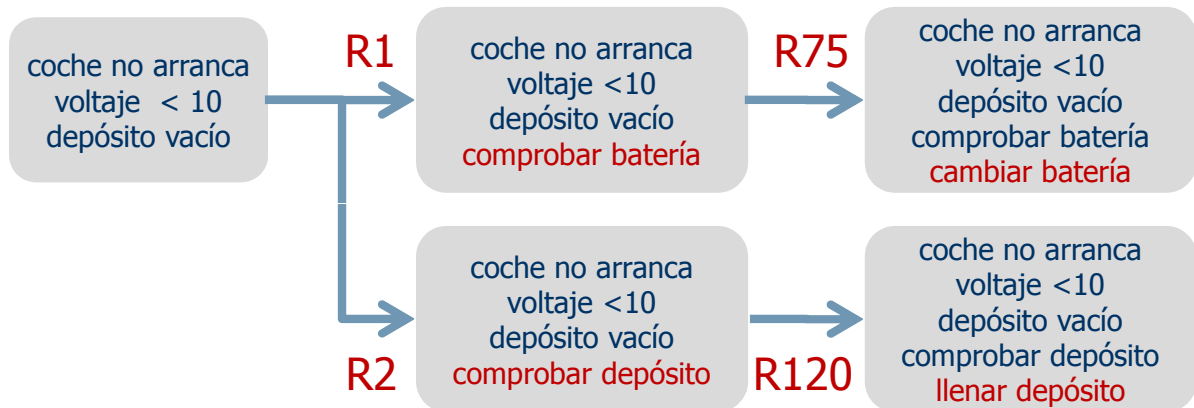 coche no arranca
voltaje < 10
depósito vacío
R1
coche no arranca
voltaje <10
depósito vacío
comprobar batería
R75
coche no arranca
voltaje <10
depósito vacío
comprobar batería
cambiar batería
R2
coche no arranca
voltaje <10
depósito vacío
comprobar depósito
R120
coche no arranca
voltaje <10
depósito vacío
comprobar depósito
llenar depósito